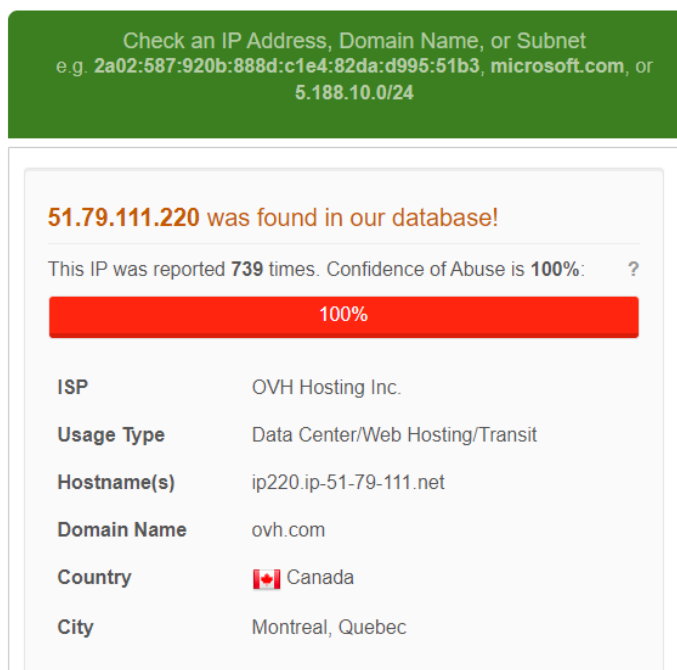 Check an IP Address, Domain Name, or Subnet
e.g. 2a02:587:920b:888d:c1e4:82da:d995:51b3, microsoft.com, or
5.188.10.0/24
51.79.111.220 was found in our database!
This IP was reported 739 times. Confidence of Abuse is 100%: ?
100%
ISP OVH Hosting Inc.
Usage Type Data Center/Web Hosting/Transit
Hostname(s) ip220.ip-51-79-111.net
Domain Name ovh.com
Country Canada
City Montreal, Quebec